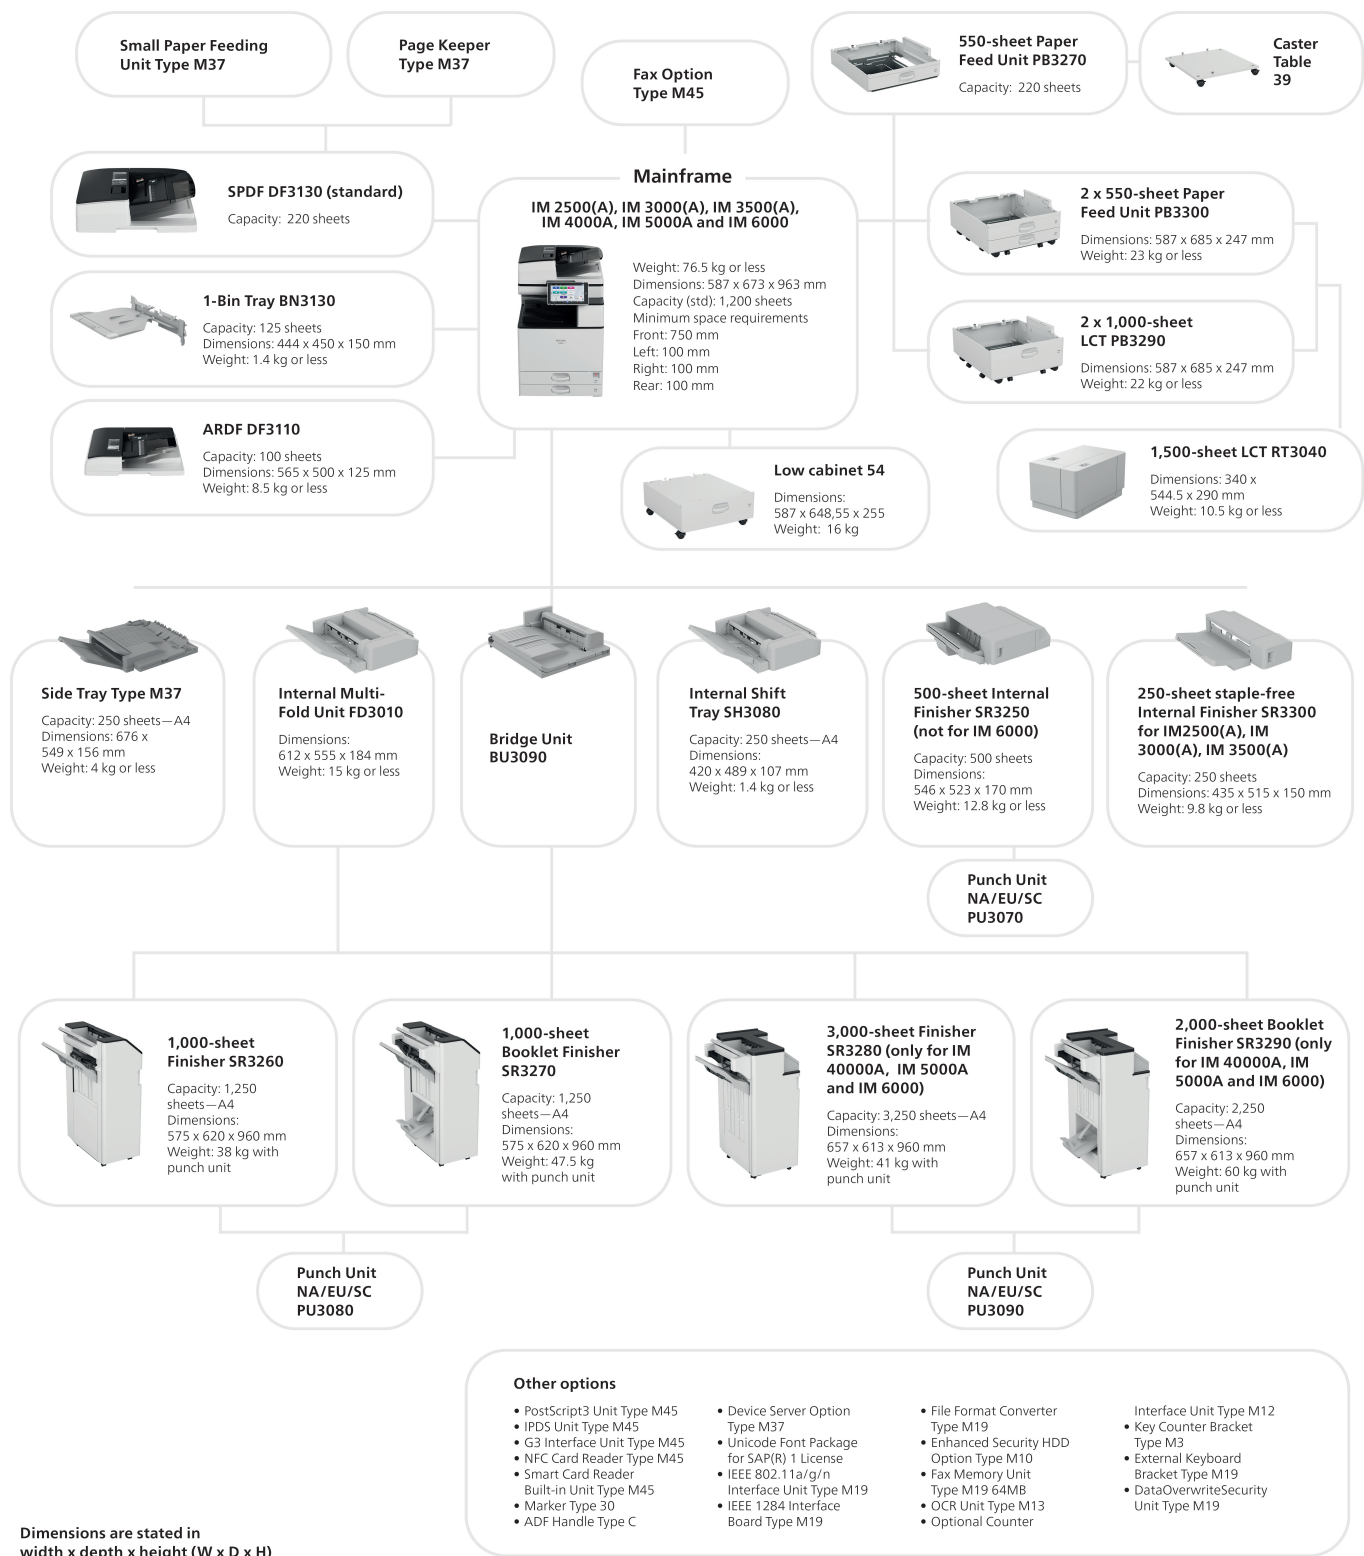 Small Paper Feeding
Unit Type M37
Page Keeper
Type M37
Fax Option
Type M45
550-sheet Paper
Feed Unit PB3270
Capacity: 220 sheets
Caster
Table
39
SPDF DF3130 (standard)
Capacity: 220 sheets
1-Bin Tray BN3130
Capacity: 125 sheets
Dimensions: 444 x 450 x 150 mm
Weight: 1.4 kg or less
ARDF DF3110
Capacity: 100 sheets
Dimensions: 565 x 500 x 125 mm
Weight: 8.5 kg or less
Mainframe
IM 2500(A), IM 3000(A), IM 3500(A),
IM 4000A, IM 5000A and IM 6000
Weight: 76.5 kg or less
Dimensions: 587 x 673 x 963 mm
Capacity (std): 1,200 sheets
Minimum space requirements
Front: 750 mm
Left: 100 mm
Right: 100 mm
Rear: 100 mm
2 x 550-sheet Paper
Feed Unit PB3300
Dimensions: 587 x 685 x 247 mm
Weight: 23 kg or less
2 x 1,000-sheet
LCT PB3290
Dimensions: 587 x 685 x 247 mm
Weight: 22 kg or less
1,500-sheet LCT RT3040
Dimensions: 340 x
544.5 x 290 mm
Weight: 10.5 kg or less
Low cabinet 54
Dimensions:
587 x 648,55 x 255
Weight: 16 kg
Side Tray Type M37
Capacity: 250 sheets—A4
Dimensions: 676 x
549 x 156 mm
Weight: 4 kg or less
Internal Multi-
Fold Unit FD3010
Dimensions:
612 x 555 x 184 mm
Weight: 15 kg or less
Bridge Unit
BU3090
Internal Shift
Tray SH3080
Capacity: 250 sheets—A4
Dimensions:
420 x 489 x 107 mm
Weight: 1.4 kg or less
500-sheet Internal
Finisher SR3250
(not for IM 6000)
Capacity: 500 sheets
Dimensions:
546 x 523 x 170 mm
Weight: 12.8 kg or less
250-sheet staple-free
Internal Finisher SR3300
for IM2500(A), IM
3000(A), IM 3500(A)
Capacity: 250 sheets
Dimensions: 435 x 515 x 150 mm
Weight: 9.8 kg or less
Punch Unit
NA/EU/SC
PU3070
1,000-sheet
Finisher SR3260
Capacity: 1,250
sheets—A4
Dimensions:
575 x 620 x 960 mm
Weight: 38 kg with
punch unit
1,000-sheet
Booklet Finisher
SR3270
Capacity: 1,250
sheets—A4
Dimensions:
575 x 620 x 960 mm
Weight: 47.5 kg
with punch unit
3,000-sheet Finisher
SR3280 (only for IM
40000A, IM 5000A
and IM 6000)
Capacity: 3,250 sheets—A4
Dimensions:
657 x 613 x 960 mm
Weight: 41 kg with
punch unit
2,000-sheet Booklet
Finisher SR3290 (only
for IM 40000A, IM
5000A and IM 6000)
Capacity: 2,250
sheets—A4
Dimensions:
657 x 613 x 960 mm
Weight: 60 kg with
punch unit
Punch Unit
NA/EU/SC
PU3080
Punch Unit
NA/EU/SC
PU3090
Other options
• PostScript3 Unit Type M45
• IPDS Unit Type M45
• G3 Interface Unit Type M45
• NFC Card Reader Type M45
• Smart Card Reader
Built-in Unit Type M45
• Marker Type 30
• ADF Handle Type C
• Device Server Option
Type M37
• Unicode Font Package
for SAP(R) 1 License
• IEEE 802.11a/g/n
Interface Unit Type M19
• IEEE 1284 Interface
Board Type M19
• File Format Converter
Type M19
• Enhanced Security HDD
Option Type M10
• Fax Memory Unit
Type M19 64MB
• OCR Unit Type M13
• Optional Counter
Interface Unit Type M12
• Key Counter Bracket
Type M3
• External Keyboard
Bracket Type M19
• DataOverwriteSecurity
Unit Type M19
Dimensions are stated in
width x depth x height (W x D x H)